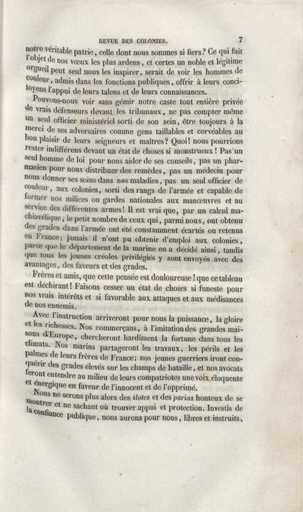 REVUE DES COLONIES. 7
notre véritable patrie, celle dont nous sommes si fiers? Ce qui fait
l'objet de nos vœux les plus ardens, et certes un noble et légitime
orgueil peut seul nous les inspirer, serait de voir les hommes de
couleur, admis dans les fonctions publiques, offrir à leurs conci-
toyens l'appui de leurs talens et de leurs connaissances.
Pouvons-nous voir sans gémir notre caste tout entière privée
de vrais défenseurs devant les tribunaux, ne pas compter même
un seul officier ministériel sorti de son sein, être toujours à la
merci de ses adversaires comme gens taillables et corvéables au
bon plaisir de leurs seigneurs et maîtres? Quoi! nous pourrions
rester indifférens devant un état de choses si monstrueux! Pas un
seul homme de loi pour nous aider de ses conseils, pas un phar-
macien pour nous distribuer des remèdes, pas un médecin pour
nous donner ses soins dans nos maladies, pas un seul officier de
couleur, aux colonies, sorti des rangs de l'armée et capable de
former nos milices ou gardes nationales aux manœuvres et au
service des différentes armes! Il est vrai que, par un calcul ma-
chiavélique, le petit nombre de ceux qui, parmi nous, ont obtenu
des grades dans l'armée ont été constamment écartés ou retenus
en France; jamais il n'ont pu obtenir d'emploi aux colonies,
parce que le département de la marine en a décidé ainsi, tandis
que tous les jeunes créoles privilégiés y sont envoyés avec des
avantages, des faveurs et des grades.
Frères et amis, que cette pensée est douloureuse! que ce tableau
est déchirant! Faisons cesser un état de choses si funeste pour
nos vrais intérêts et si favorable aux attaques et aux médisances
de nos ennemis.
Avec l'instruction arriveront pour nous la puissance, la gloire
et les richesses. Nos commerçans, à l'imitation des grandes mai-
sons d'Europe, chercheront hardiment la fortune dans tous les
climats. Nos marins partageront les travaux, les périls et les
palmes de leurs frères de France; nos jeunes guerriers iront con-
quérir des grades élevés sur les champs de bataille, et nos avocats
feront entendre au milieu de leurs compatriotes une voix éloquente
et énergique en faveur de l'innocent et de l'opprimé.
Nous ne serons plus alors des ilotes et des parias honteux de se
montrer et ne sachant où trouver appui et protection. Investis de
la confiance publique, nous aurons pour nous, libres et instruits,